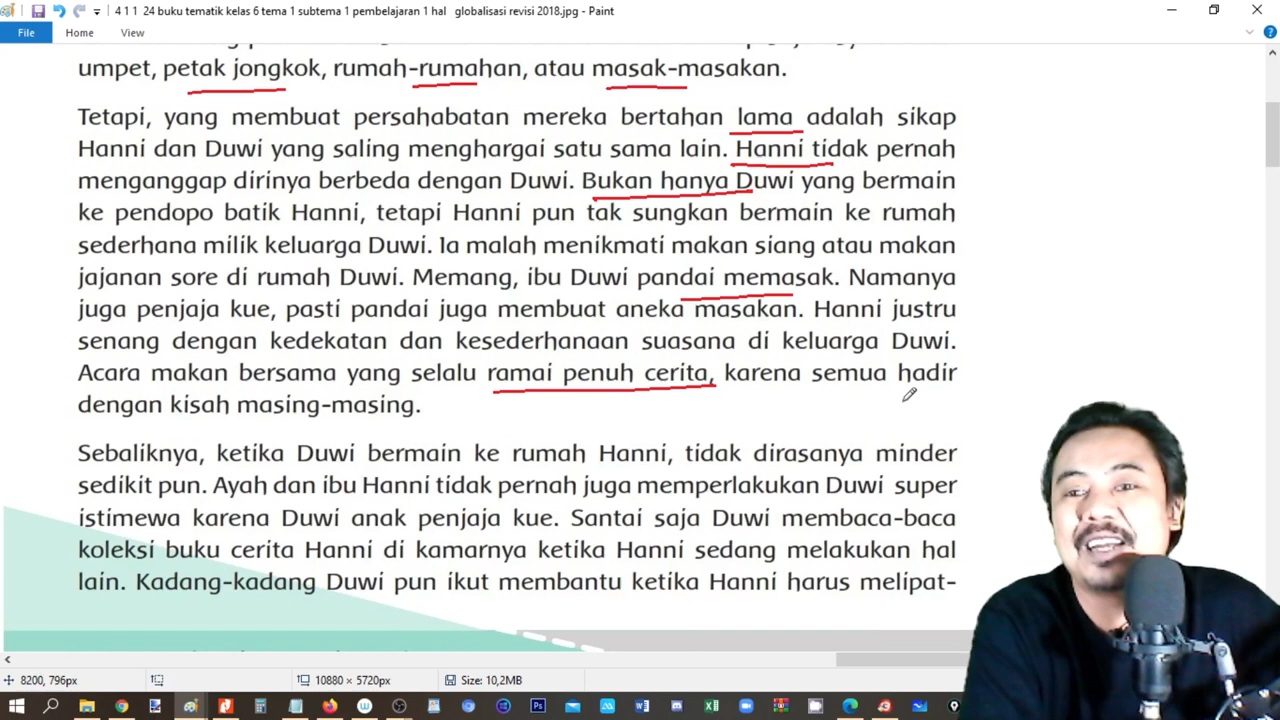 4 1 1 24 buku tematik kelas 6 tema 1 subtema 1 pembelajaran 1 hal globalisasi revisi 2018.jpg - Paint
File Home View
umpet, petak jongkok, rumah-rumahan, atau masak-masakan.
Tetapi, yang membuat persahabatan mereka bertahan lama adalah sikap
Hanni dan Duwi yang saling menghargai satu sama lain. Hanni tidak pernah
menganggap dirinya berbeda dengan Duwi. Bukan hanya Duwi yang bermain
ke pendopo batik Hanni, tetapi Hanni pun tak sungkan bermain ke rumah
sederhana milik keluarga Duwi. Ia malah menikmati makan siang atau makan
jajanan sore di rumah Duwi. Memang, ibu Duwi pandai memasak. Namanya
juga penjaja kue, pasti pandai juga membuat aneka masakan. Hanni justru
senang dengan kedekatan dan kesederhanaan suasana di keluarga Duwi.
Acara makan bersama yang selalu ramai penuh cerita, karena semua hadir
dengan kisah masing-masing.
Sebaliknya, ketika Duwi bermain ke rumah Hanni, tidak dirasanya minder
sedikit pun. Ayah dan ibu Hanni tidak pernah juga memperlakukan Duwi super
istimewa karena Duwi anak penjaja kue. Santai saja Duwi membaca-baca
koleksi buku cerita Hanni di kamarnya ketika Hanni sedang melakukan hal
lain. Kadang-kadang Duwi pun ikut membantu ketika Hanni harus melipat-
8200, 796px 10880 × 5720px Size: 10,2MB